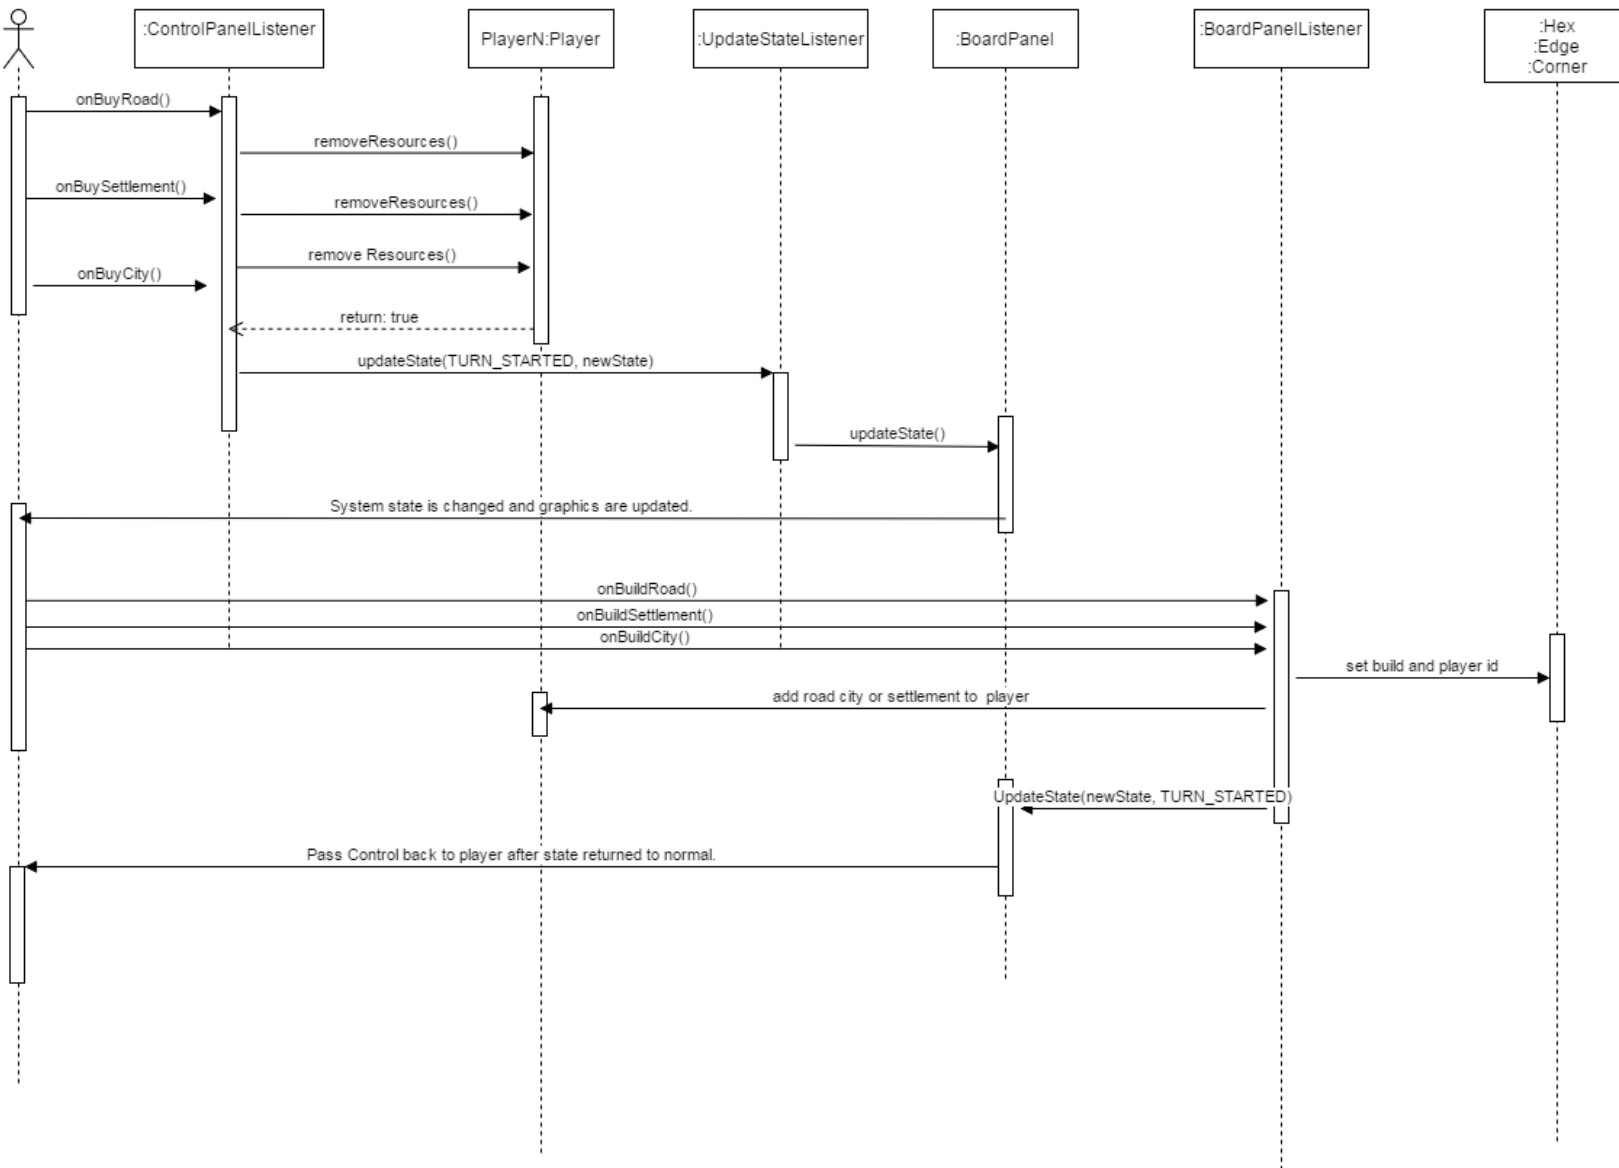 :ControlPanelListener
PlayerN:Player
:UpdateStateListener
:BoardPanel
:BoardPanelListener
:Hex
:Edge
:Corner
onBuyRoad()
removeResources()
onBuySettlement()
removeResources()
remove Resources()
onBuyCity()
return: true
updateState(TURN_STARTED, newState)
updateState()
System state is changed and graphics are updated.
onBuildRoad()
onBuildSettlement()
onBuildCity()
set build and player id
add road city or settlement to player
UpdateState(newState, TURN_STARTED)
Pass Control back to player after state returned to normal.